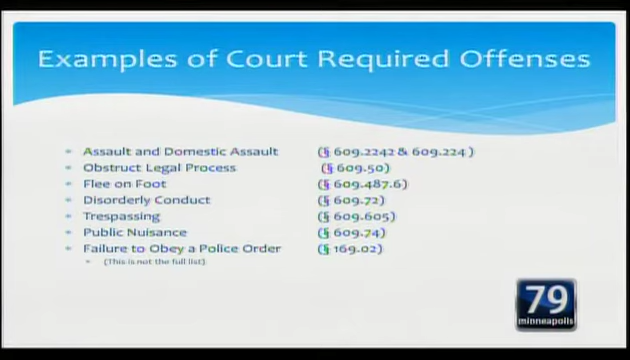 Examples of Court Required Offenses
Assault and Domestic Assault (§ 609.2242 & 609.224 )
Obstruct Legal Process (§ 609.50)
Flee on Foot (§ 609.487.6)
Disorderly Conduct (§ 609.72)
Trespassing (§ 609.605)
Public Nuisance (§ 609.74)
Failure to Obey a Police Order (§ 169.02)
(This is not the full list)
79
minneapolis